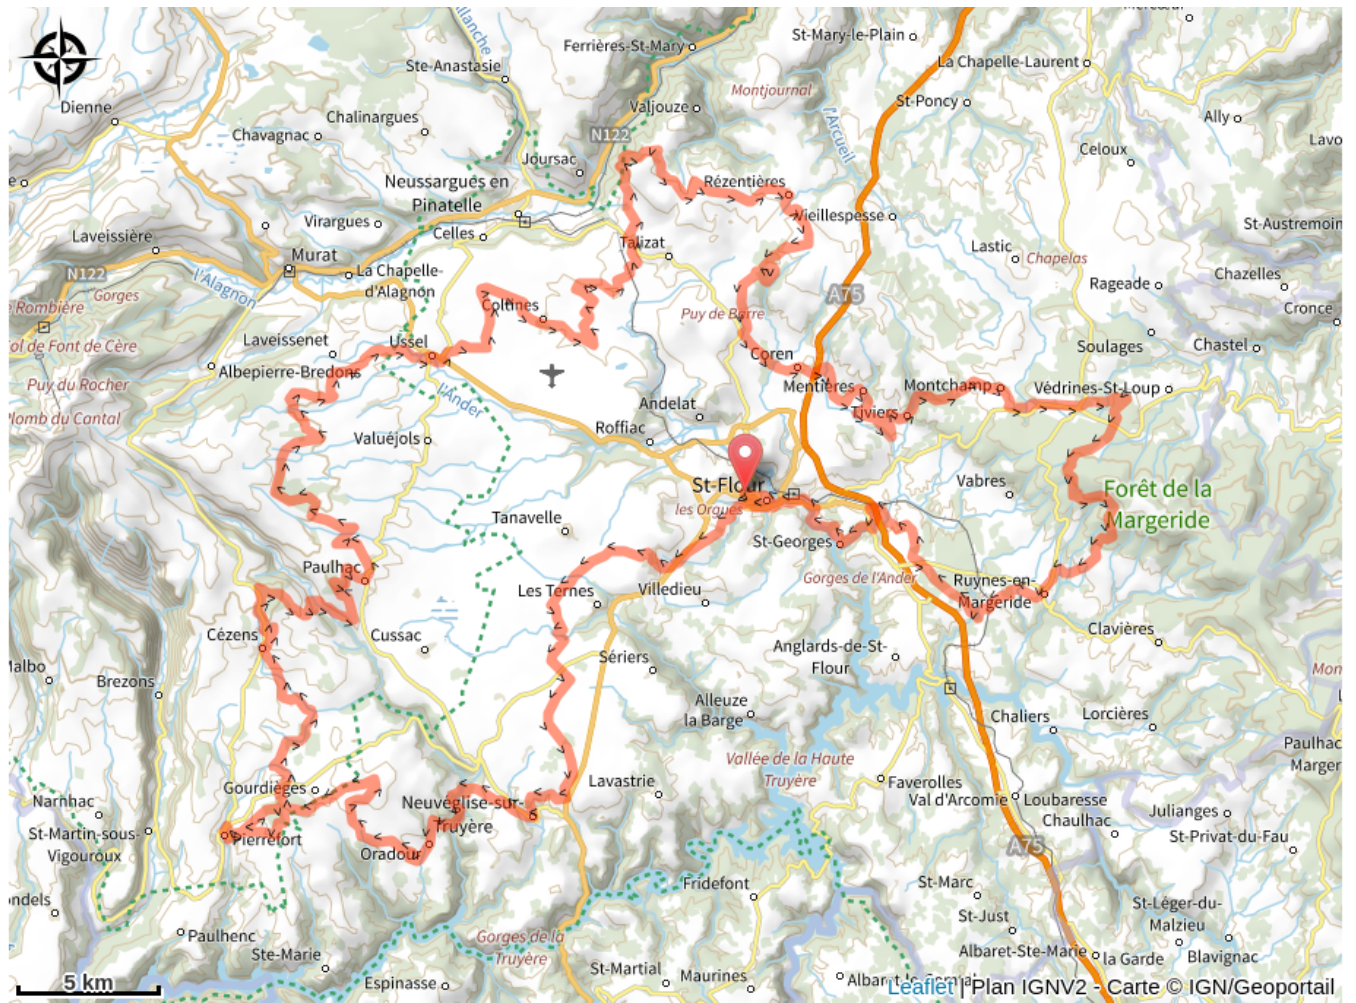 Allanche
St-Mary-le-Plain
Ferrières-St-Mary
La Chapelle-Laurent
Ste-Anastasie
Montjournal
Dienne
Valjouze
St-Poncy
Chalinargues
l'Arcueil
Ally
Chavagnac
N122
Celoux
Joursac
Neussargues en
Pinatelle
Rézentières
Virargues
Vieillespesse
Celles
St-Austremoin
Laveissière
Talizat
Lastic
Chapelas
Murat
N122
La Chapelle-
d'Alagnon
l'Alagnon
Chazelles
Rageade
Gorges
A75
Coltines
Cronce
Puy de Barre
Laveissenet
Ussel
Soulages
Chastel
col de Font de Cère
Coren
Albepierre-Bredons
Puy du Rocher
Mentières
Montchamp
Védrines-St-Loup
l'Ander
Andelat
Plomb du Cantal
Tiviers
Roffiac
Valuéjols
Vabres
St-Flour
Forêt de la
Margeride
les Orgues
Tanavelle
St-Georges
Paulhac
Gorges de l'Ander
Ruynes-en-
Margeride
Les Ternes
Villedieu
Cézens
Cussac
Clavières
Anglards-de-St-
Flour
Sériers
Malbo
Brezons
Alleuze
la Barge
Chaliers
Lorcières
Vallée de la Haute
Truyère
Gourdièges
Lavastrie
Faverolles
Narnhac
Neuvéglise-sur-
Truyère
Val d'Arcomie
Loubaresse
Chaulhac
Julianges
St-Martin-sous-
Vigouroux
Pierrefort
Oradour
A75
St-Privat-du-Fau
Fridefont
St-Marc
St-Léger-du-
Malzieu
St-Just
Paulhenc
Gorges de la
Truyère
Ste-Marie
Albaret-Ste-Marie
la Garde
Blavignac
St-Martial
Maurines
Espinasse
5 km
Leaflet | Plan IGNV2 - Carte © IGN/Geoportail